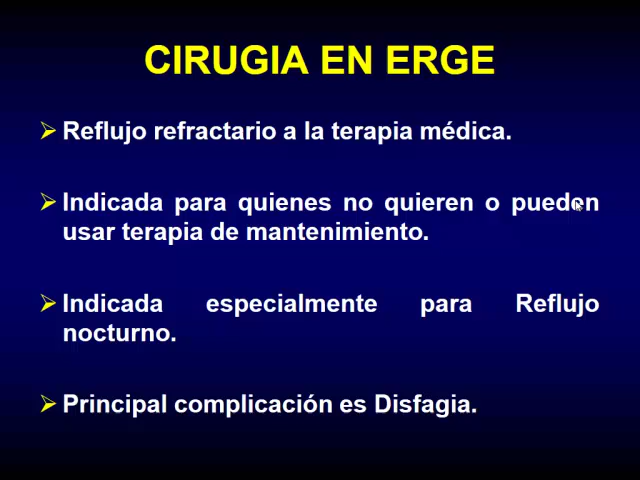 CIRUGIA EN ERGE
Reflujo refractario a la terapia médica.
Indicada para quienes no quieren o pueden
usar terapia de mantenimiento.
Indicada especialmente para Reflujo
nocturno.
Principal complicación es Disfagia.